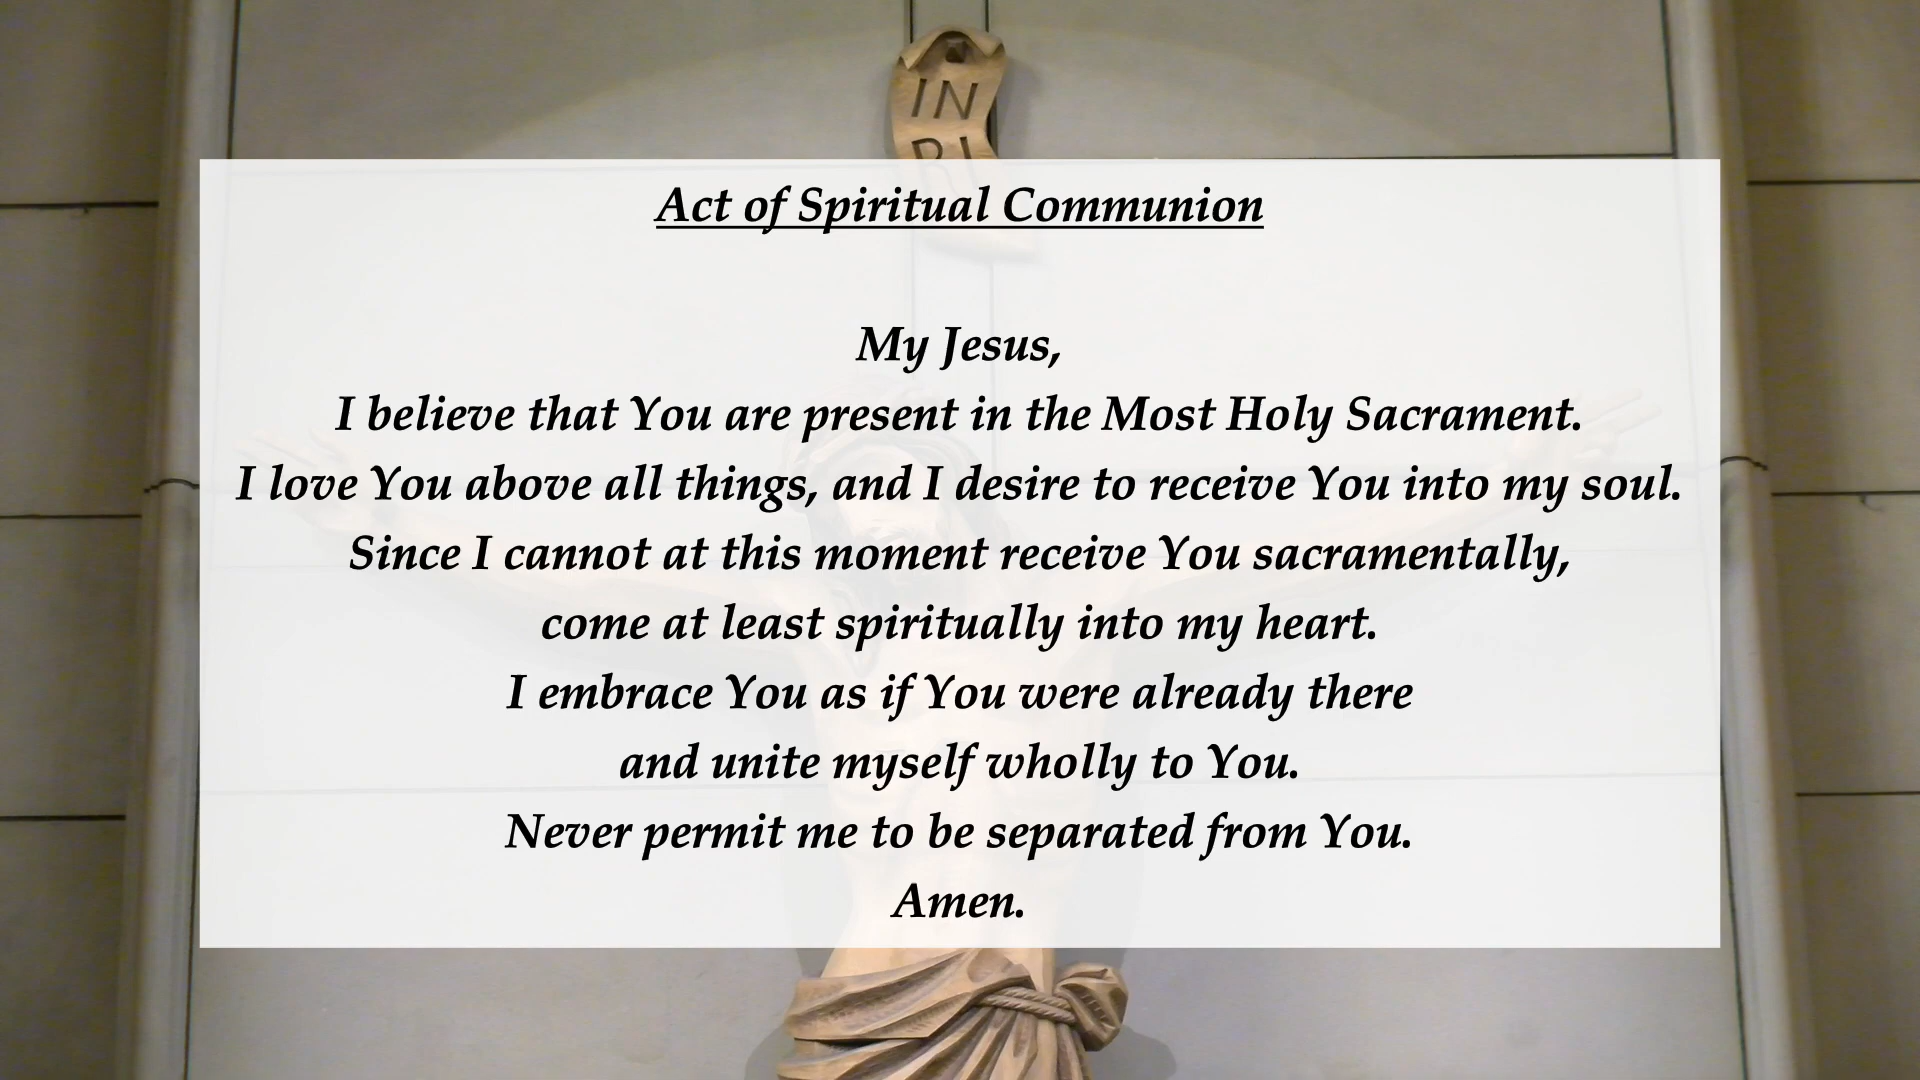 IN
RI
Act of Spiritual Communion
My Jesus,
I believe that You are present in the Most Holy Sacrament.
I love You above all things, and I desire to receive You into my soul.
Since I cannot at this moment receive You sacramentally,
come at least spiritually into my heart.
I embrace You as if You were already there
and unite myself wholly to You.
Never permit me to be separated from You.
Amen.